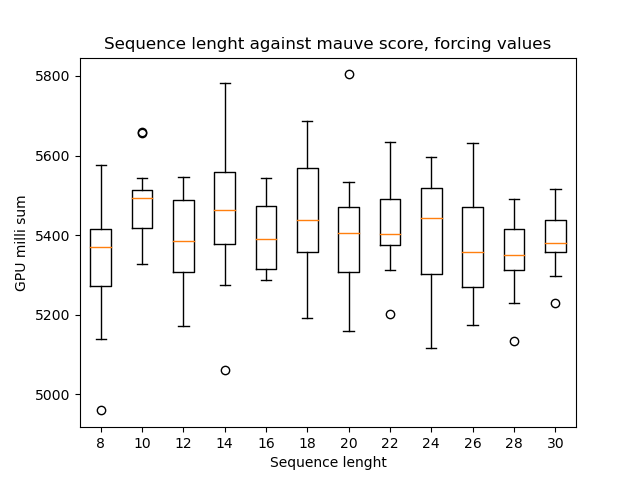 Sequence lenght against mauve score, forcing values
5800
5600
5400
5200
5000
GPU milli sum
8 10 12 14 16 18 20 22 24 26 28 30
Sequence lenght